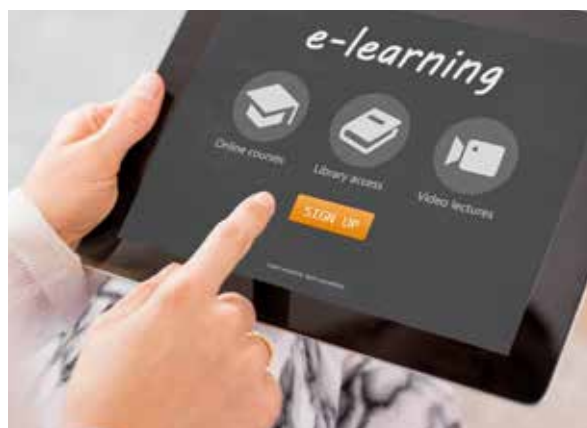 e-learning
Online courses
Library access
Video lectures
SIGN UP